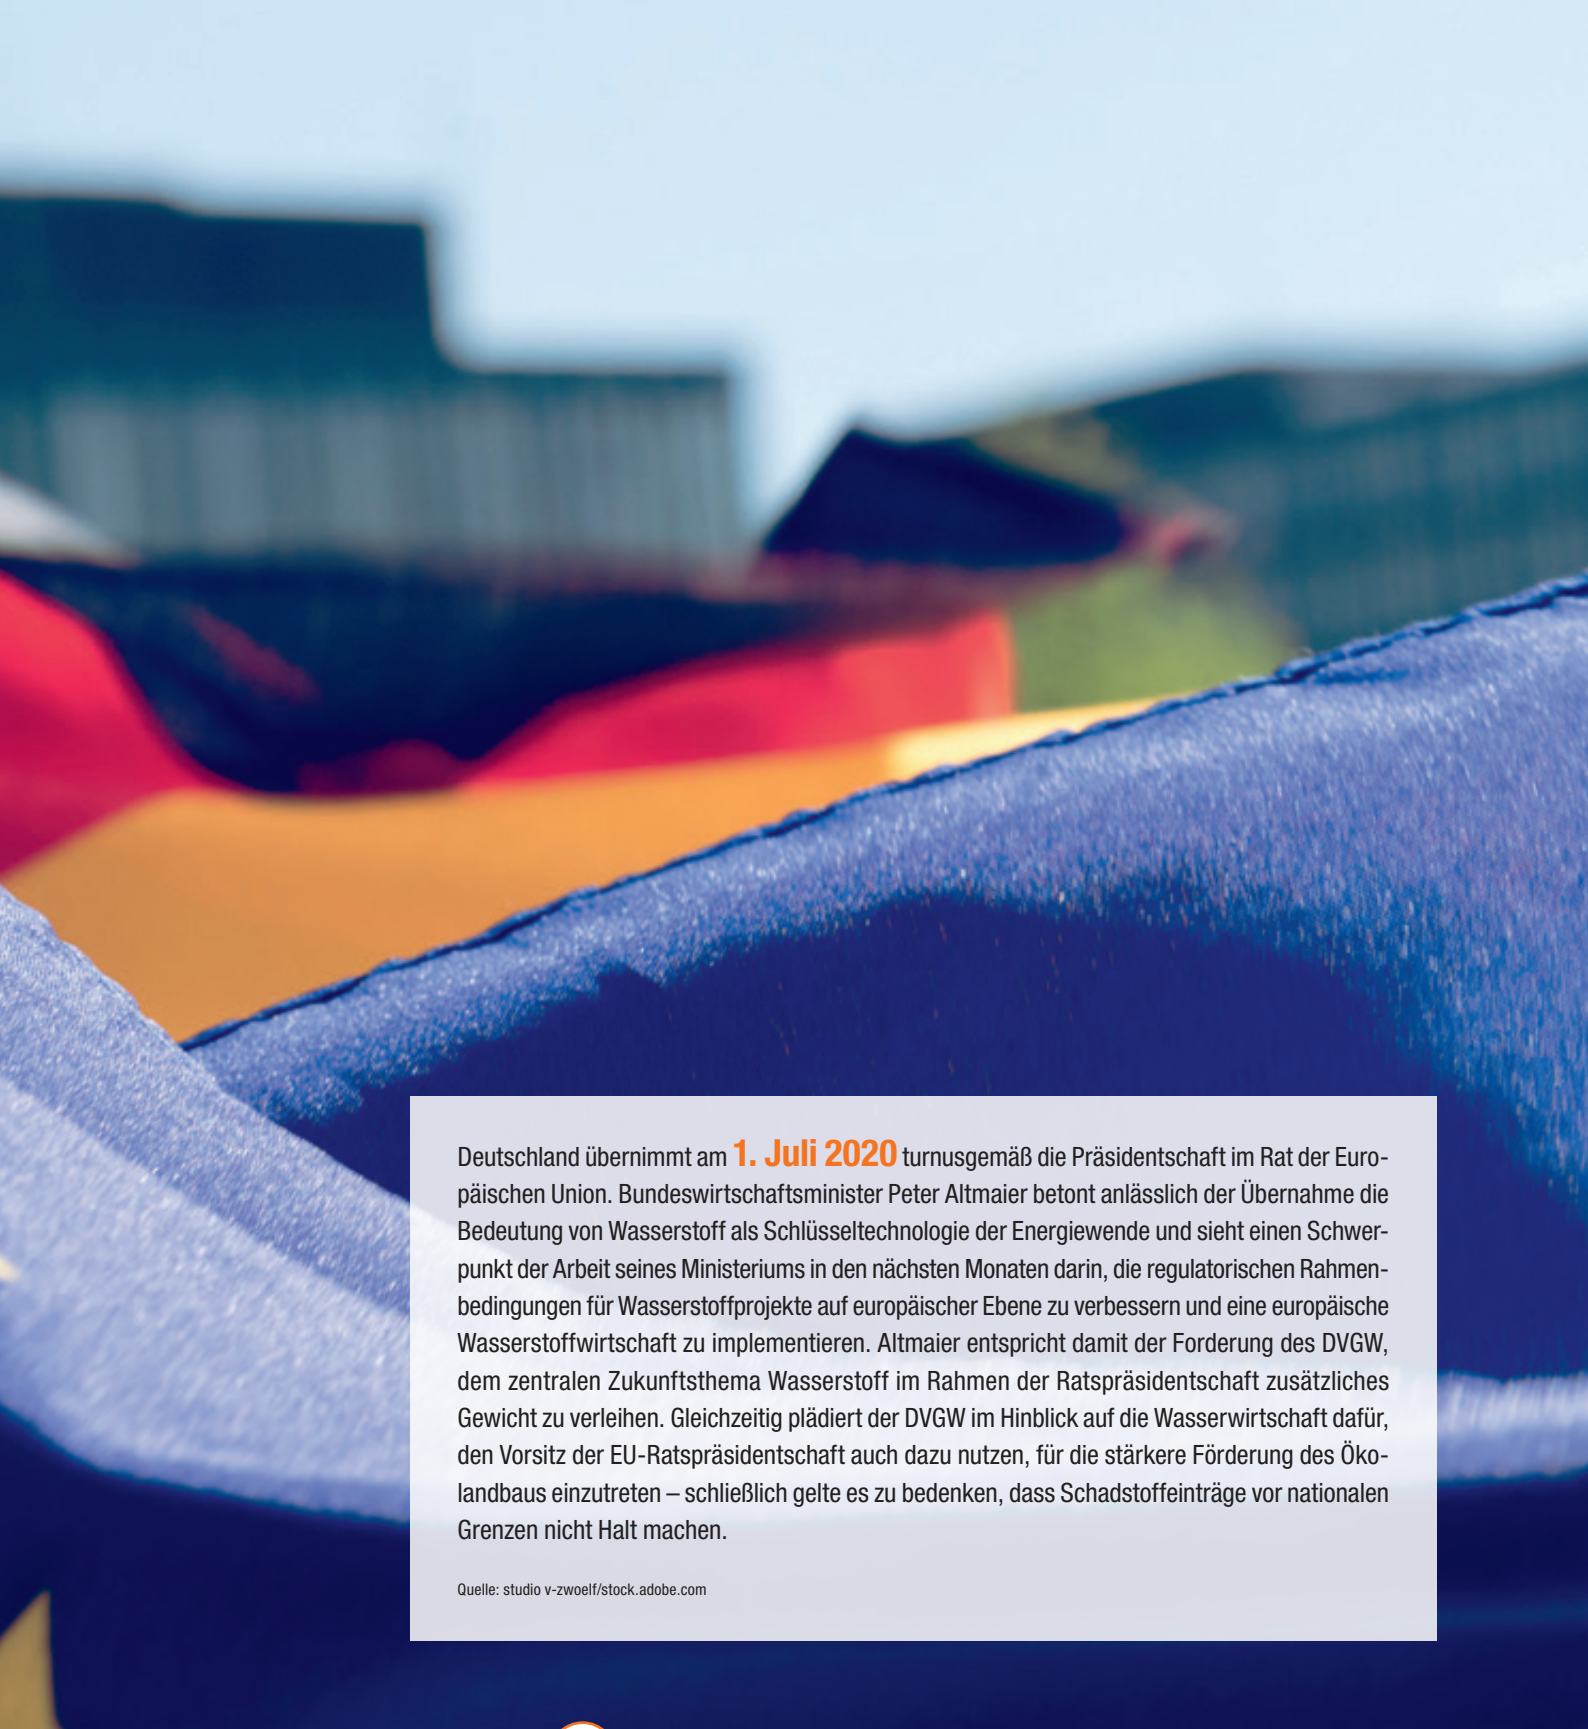 Deutschland übernimmt am 1. Juli 2020 turnusgemäß die Präsidentschaft im Rat der Euro-
päischen Union. Bundeswirtschaftsminister Peter Altmaier betont anlässlich der Übernahme die
Bedeutung von Wasserstoff als Schlüsseltechnologie der Energiewende und sieht einen Schwer-
punkt der Arbeit seines Ministeriums in den nächsten Monaten darin, die regulatorischen Rahmen-
bedingungen für Wasserstoffprojekte auf europäischer Ebene zu verbessern und eine europäische
Wasserstoffwirtschaft zu implementieren. Altmaier entspricht damit der Forderung des DVGW,
dem zentralen Zukunftsthema Wasserstoff im Rahmen der Ratspräsidentschaft zusätzliches
Gewicht zu verleihen. Gleichzeitig plädiert der DVGW im Hinblick auf die Wasserwirtschaft dafür,
den Vorsitz der EU-Ratspräsidentschaft auch dazu nutzen, für die stärkere Förderung des Öko-
landbaus einzutreten – schließlich gelte es zu bedenken, dass Schadstoffeinträge vor nationalen
Grenzen nicht Halt machen.
Quelle: studio v-zwoelf/stock.adobe.com